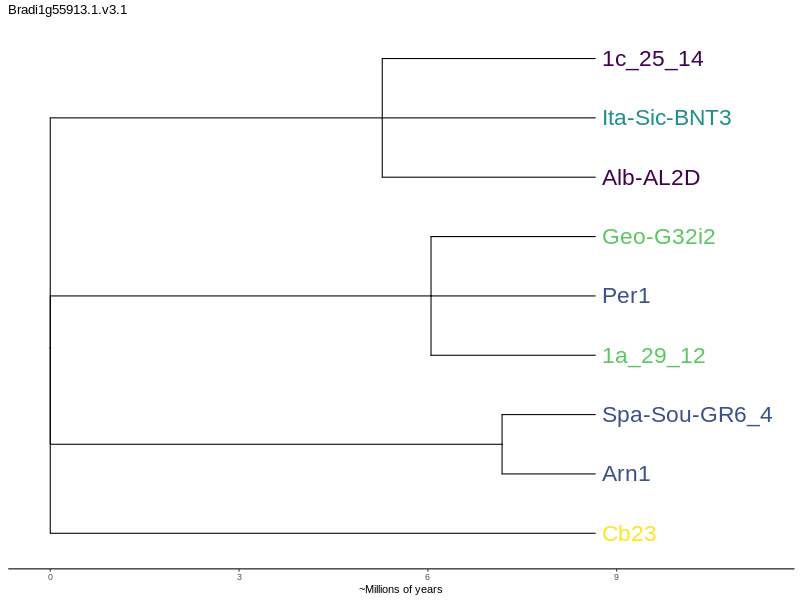 Bradi1g55913.1.v3.1
1c_25_14
Ita-Sic-BNT3
Alb-AL2D
Geo-G32i2
Per1
1a_29_12
Spa-Sou-GR6_4
Arn1
Cb23
0 3 6 9
~Millions of years